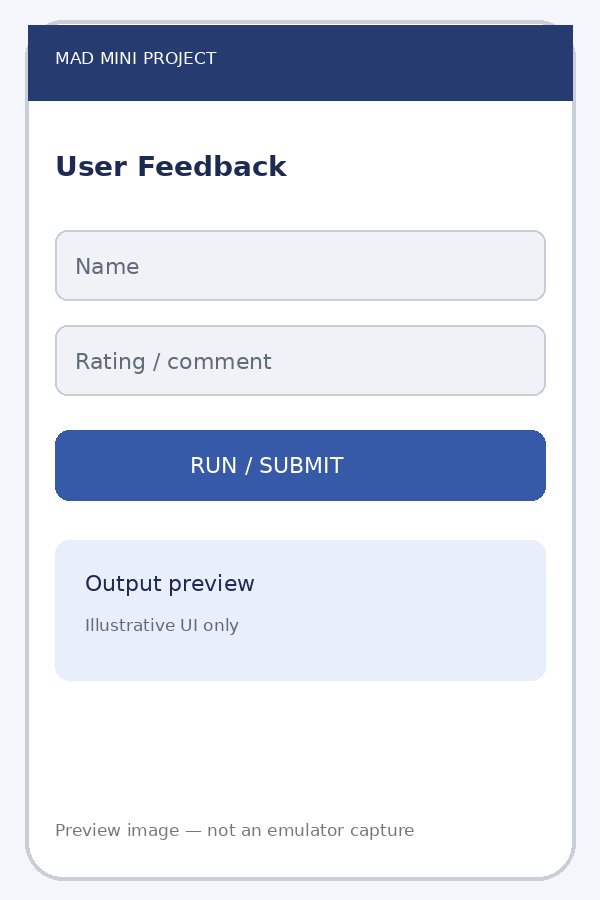 MAD MINI PROJECT
User Feedback
Name
Rating / comment
RUN / SUBMIT
Output preview
Illustrative UI only
Preview image — not an emulator capture